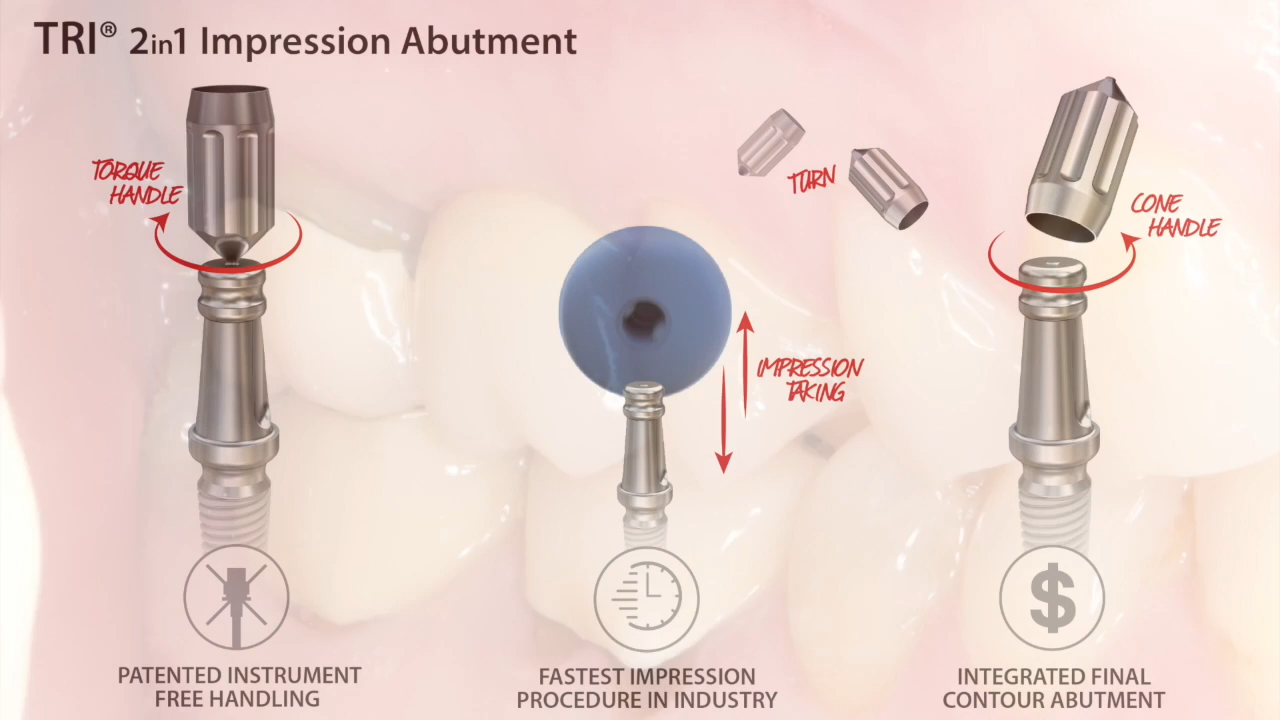 TRI® 2in1 Impression Abutment
TORQUE
HANDLE
TURN
CONE
HANDLE
IMPRESSION
TAKING
$
PATENTED INSTRUMENT
FREE HANDLING
FASTEST IMPRESSION
PROCEDURE IN INDUSTRY
INTEGRATED FINAL
CONTOUR ABUTMENT